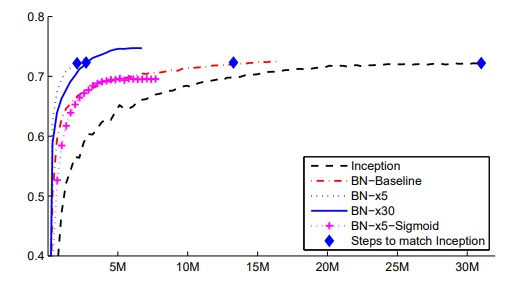 0.8
0.7
0.6
0.5
0.4
5M 10M 15M 20M 25M 30M
Inception
BN−Baseline
BN−x5
BN−x30
BN−x5−Sigmoid
Steps to match Inception